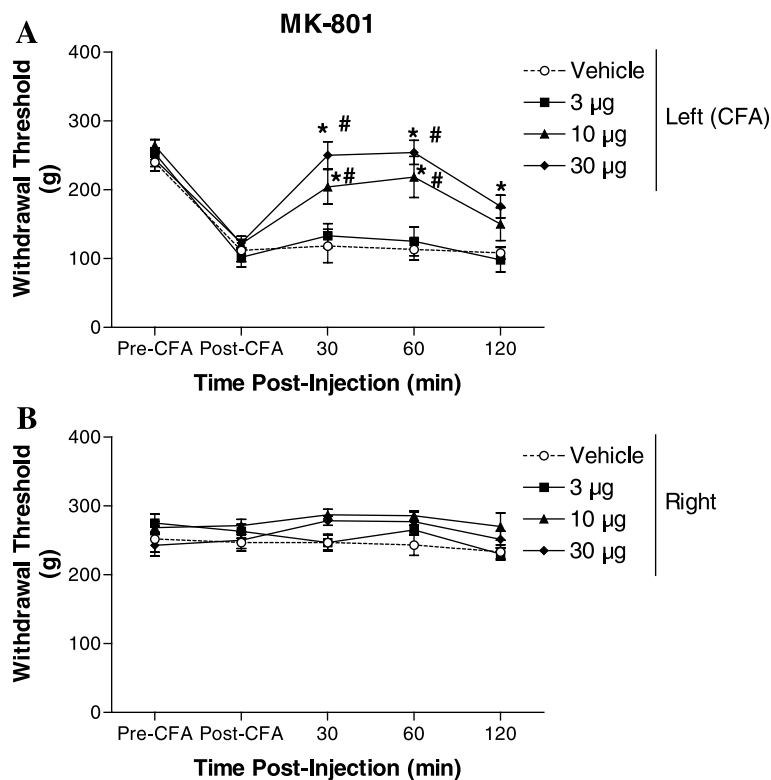 MK-801
A
400
300
200
100
0
Withdrawal Threshold
(g)
* #
* #
*#
*
#
*
Pre-CFA Post-CFA 30 60 120
Time Post-Injection (min)
Vehicle
3 µg
10 µg
30 µg
Left (CFA)
B
400
300
200
100
0
Withdrawal Threshold
(g)
Pre-CFA Post-CFA 30 60 120
Time Post-Injection (min)
Vehicle
3 µg
10 µg
30 µg
Right